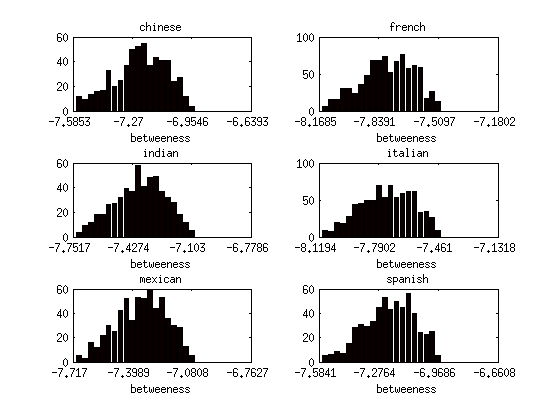 chinese
60
40
20
0
-7.5853 -7.27 -6.9546 -6.6393
betweeness
french
100
50
0
-8.1685 -7.8391 -7.5097 -7.1802
betweeness
indian
60
40
20
0
-7.7517 -7.4274 -7.103 -6.7786
betweeness
italian
100
50
0
-8.1194 -7.7902 -7.461 -7.1318
betweeness
mexican
60
40
20
0
-7.717 -7.3989 -7.0808 -6.7627
betweeness
spanish
60
40
20
0
-7.5841 -7.2764 -6.9686 -6.6608
betweeness